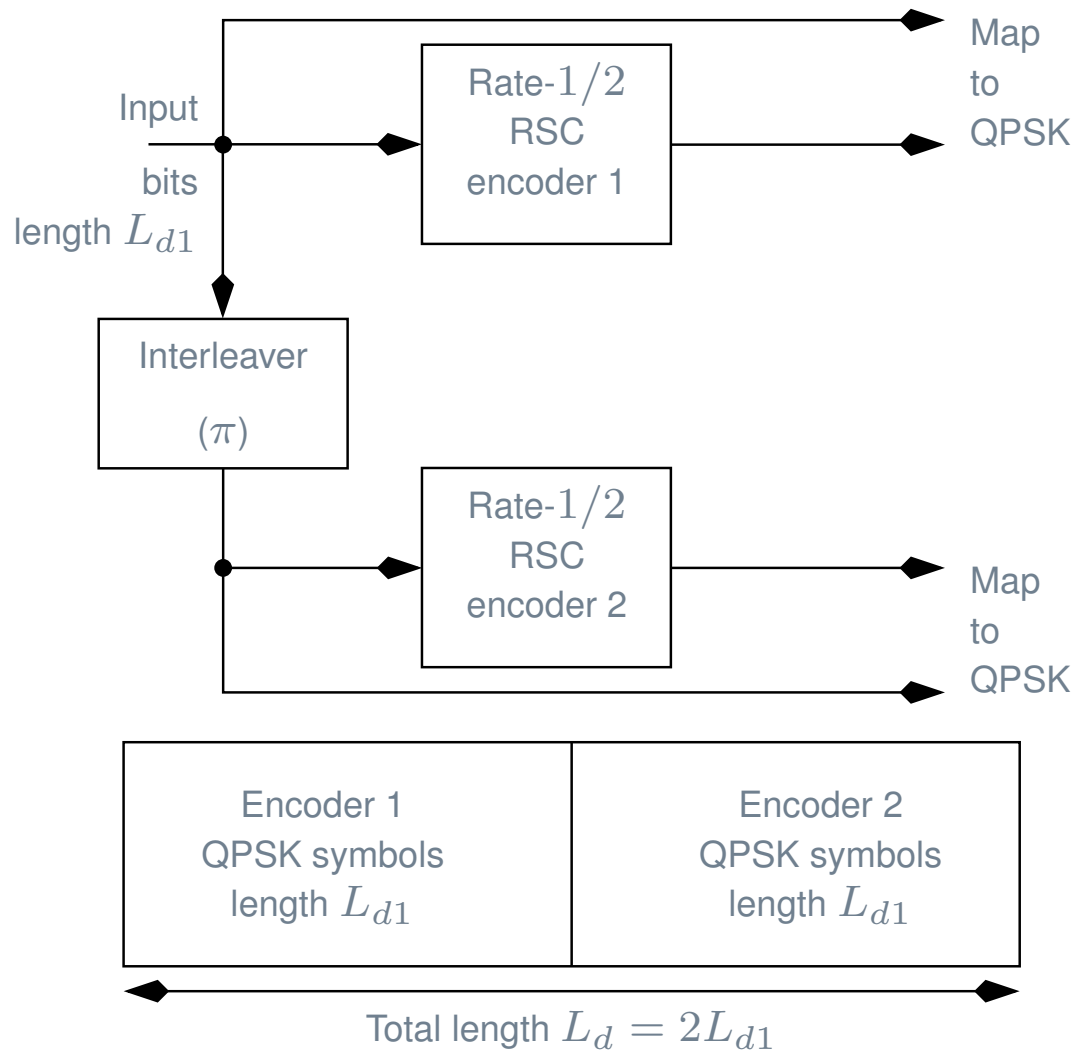 Map
to
QPSK
Input
bits
length L_{d1}
Rate-1/2
RSC
encoder 1
Interleaver
(π)
Rate-1/2
RSC
encoder 2
Map
to
QPSK
Encoder 1
QPSK symbols
length L_{d1}
Encoder 2
QPSK symbols
length L_{d1}
Total length L_d = 2L_{d1}